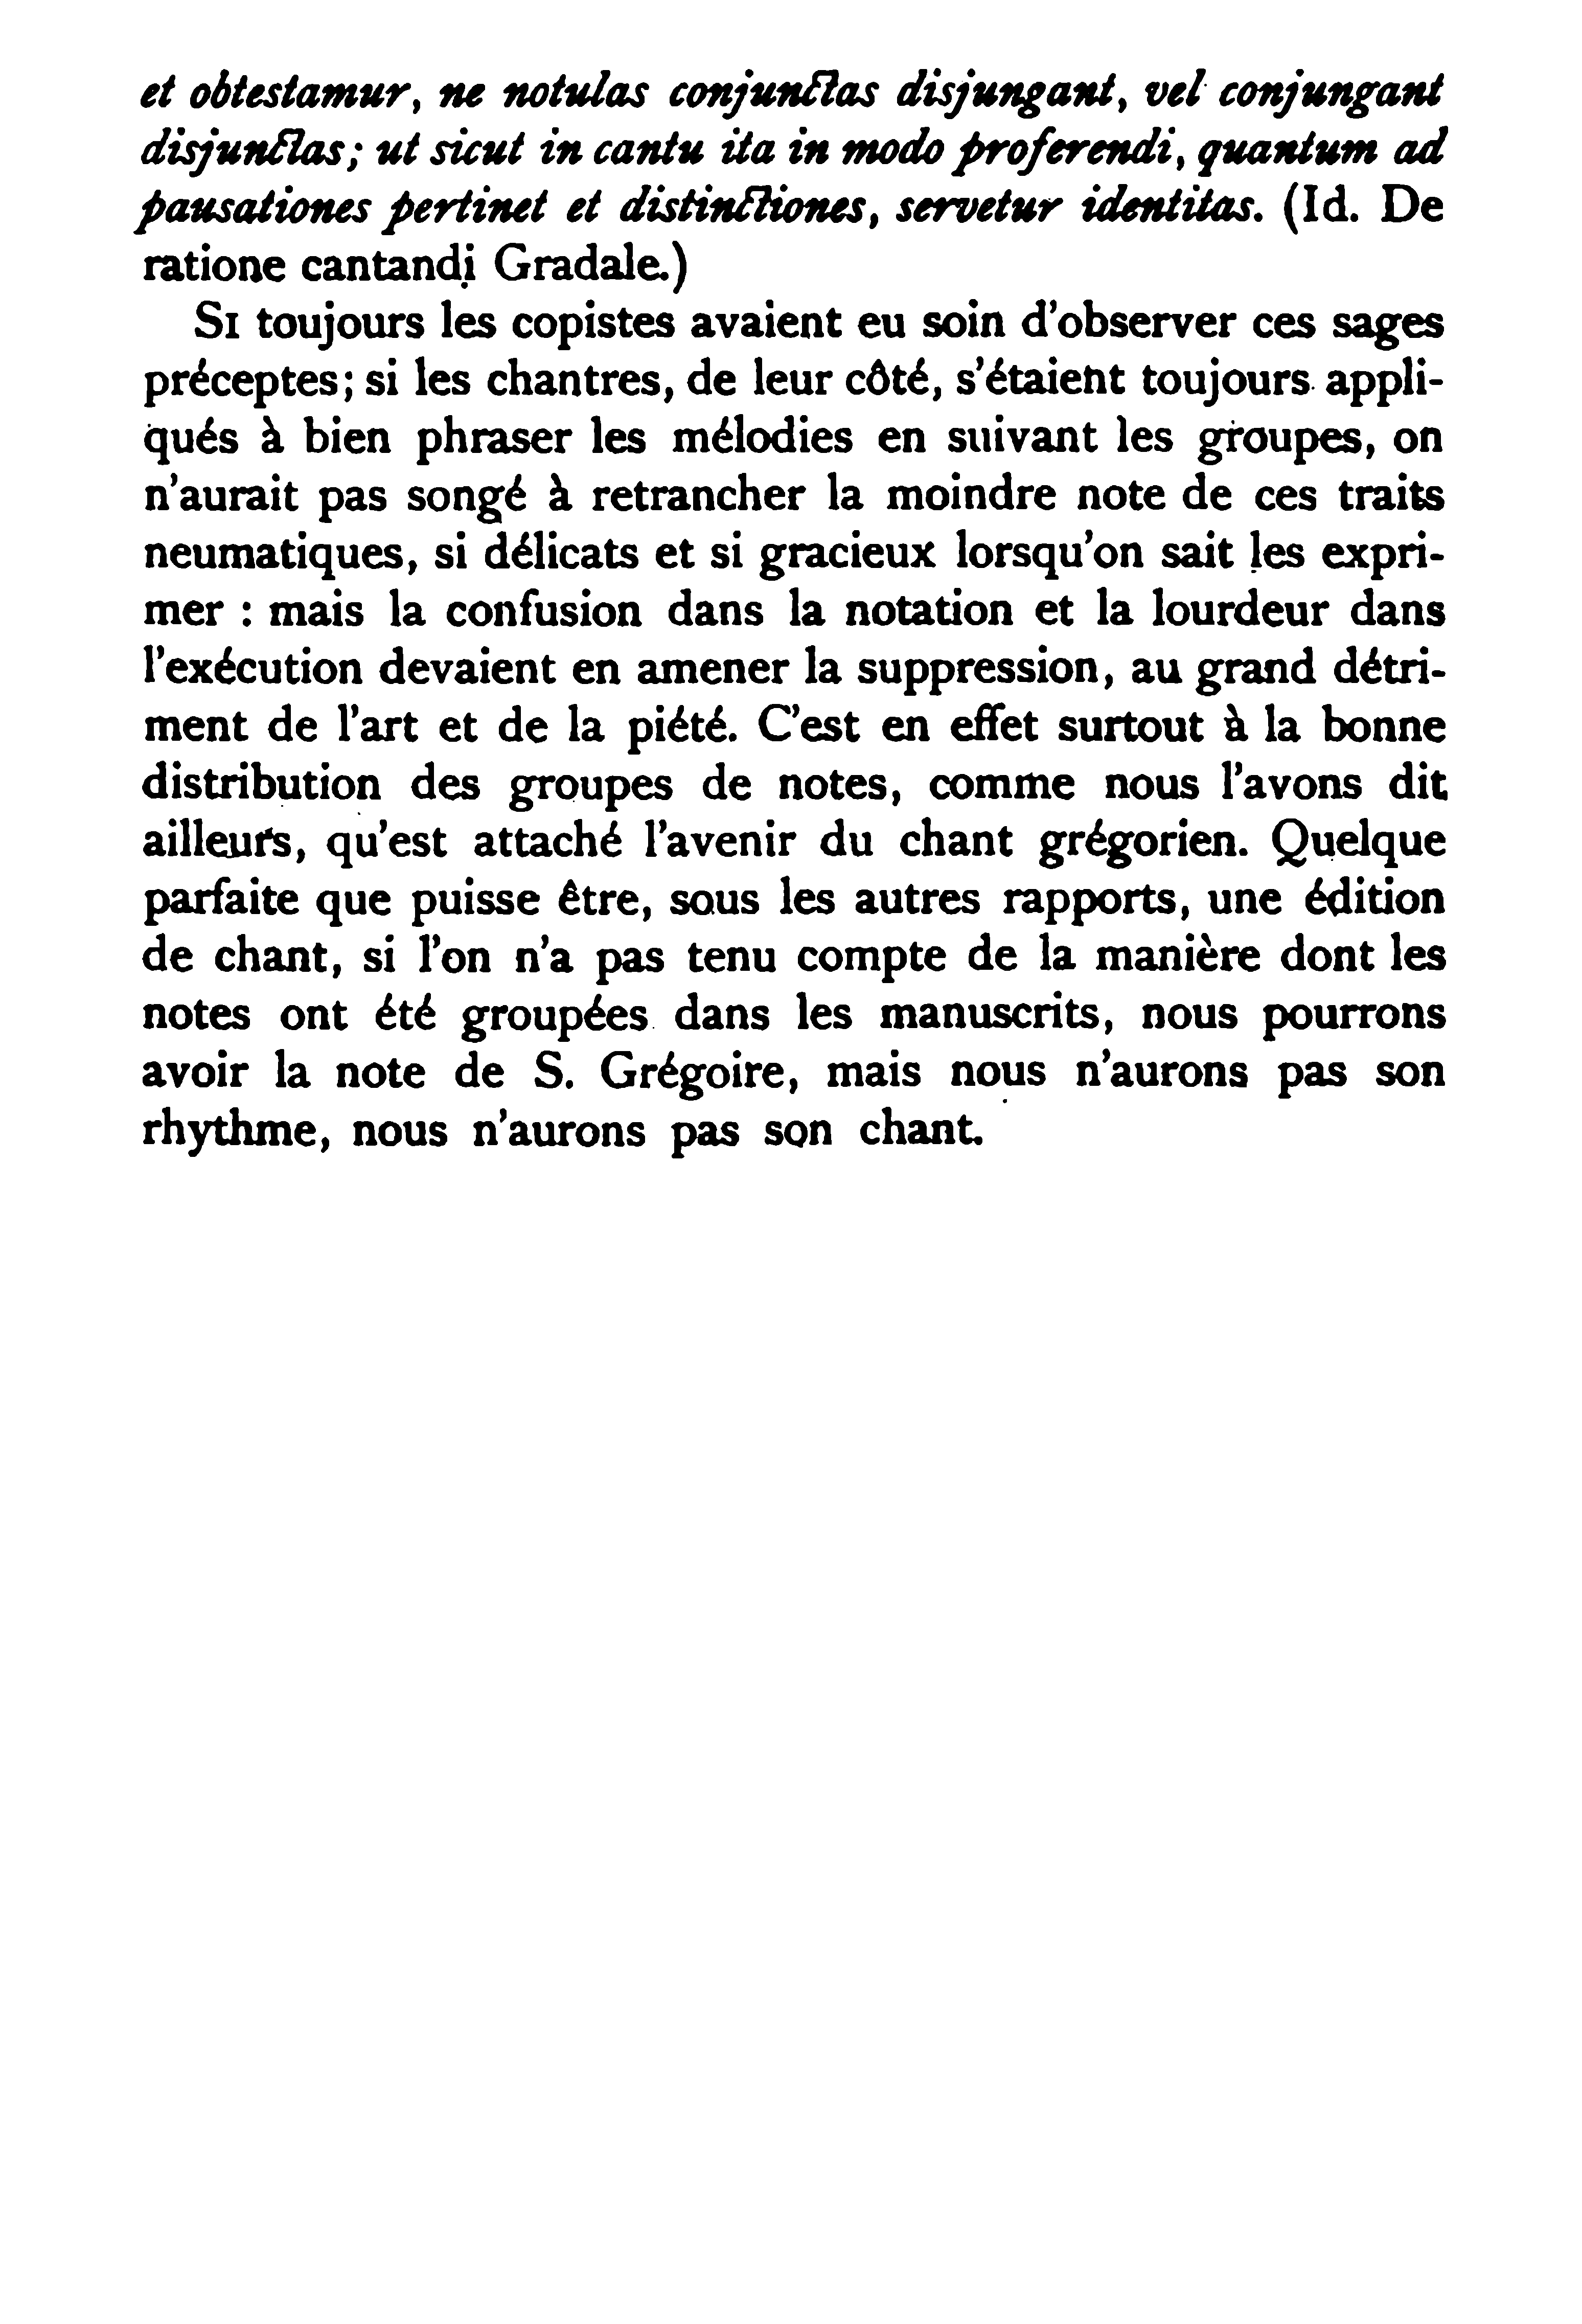 et obtestamur, ne notulas conjunctas disjungant, vel conjungant
disjunctas; ut sicut in cantu ita in modo proferendi, quantum ad
pausationes pertinet et distinctiones, servetur identitas. (Id. De
ratione cantandi Gradale.)
SI toujours les copistes avaient eu soin d'observer ces sages
préceptes; si les chantres, de leur côté, s'étaient toujours appli-
qués à bien phraser les mélodies en suivant les groupes, on
n'aurait pas songé à retrancher la moindre note de ces traits
neumatiques, si délicats et si gracieux lorsqu'on sait les expri-
mer : mais la confusion dans la notation et la lourdeur dans
l'exécution devaient en amener la suppression, au grand détri-
ment de l'art et de la piété. C'est en effet surtout à la bonne
distribution des groupes de notes, comme nous l'avons dit
ailleurs, qu'est attaché l'avenir du chant grégorien. Quelque
parfaite que puisse être, sous les autres rapports, une édition
de chant, si l'on n'a pas tenu compte de la manière dont les
notes ont été groupées dans les manuscrits, nous pourrons
avoir la note de S. Grégoire, mais nous n'aurons pas son
rhythme, nous n'aurons pas son chant.